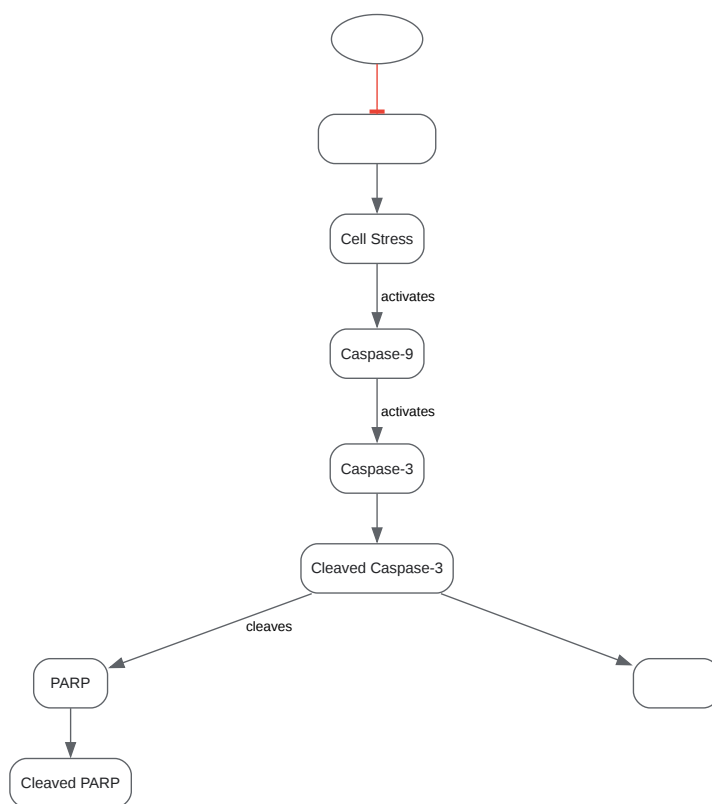 Cell Stress
activates
Caspase-9
activates
Caspase-3
Cleaved Caspase-3
cleaves
PARP
Cleaved PARP